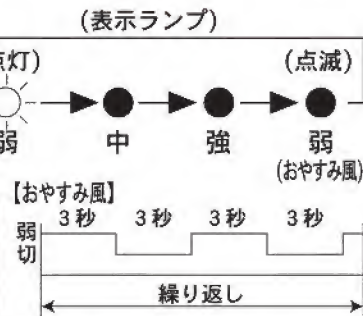 (表示ランプ)
点灯)
(点滅)
弱 中 強 弱
(おやすみ風)
【おやすみ風】
3秒 3秒 3秒 3秒
弱
切
繰り返し